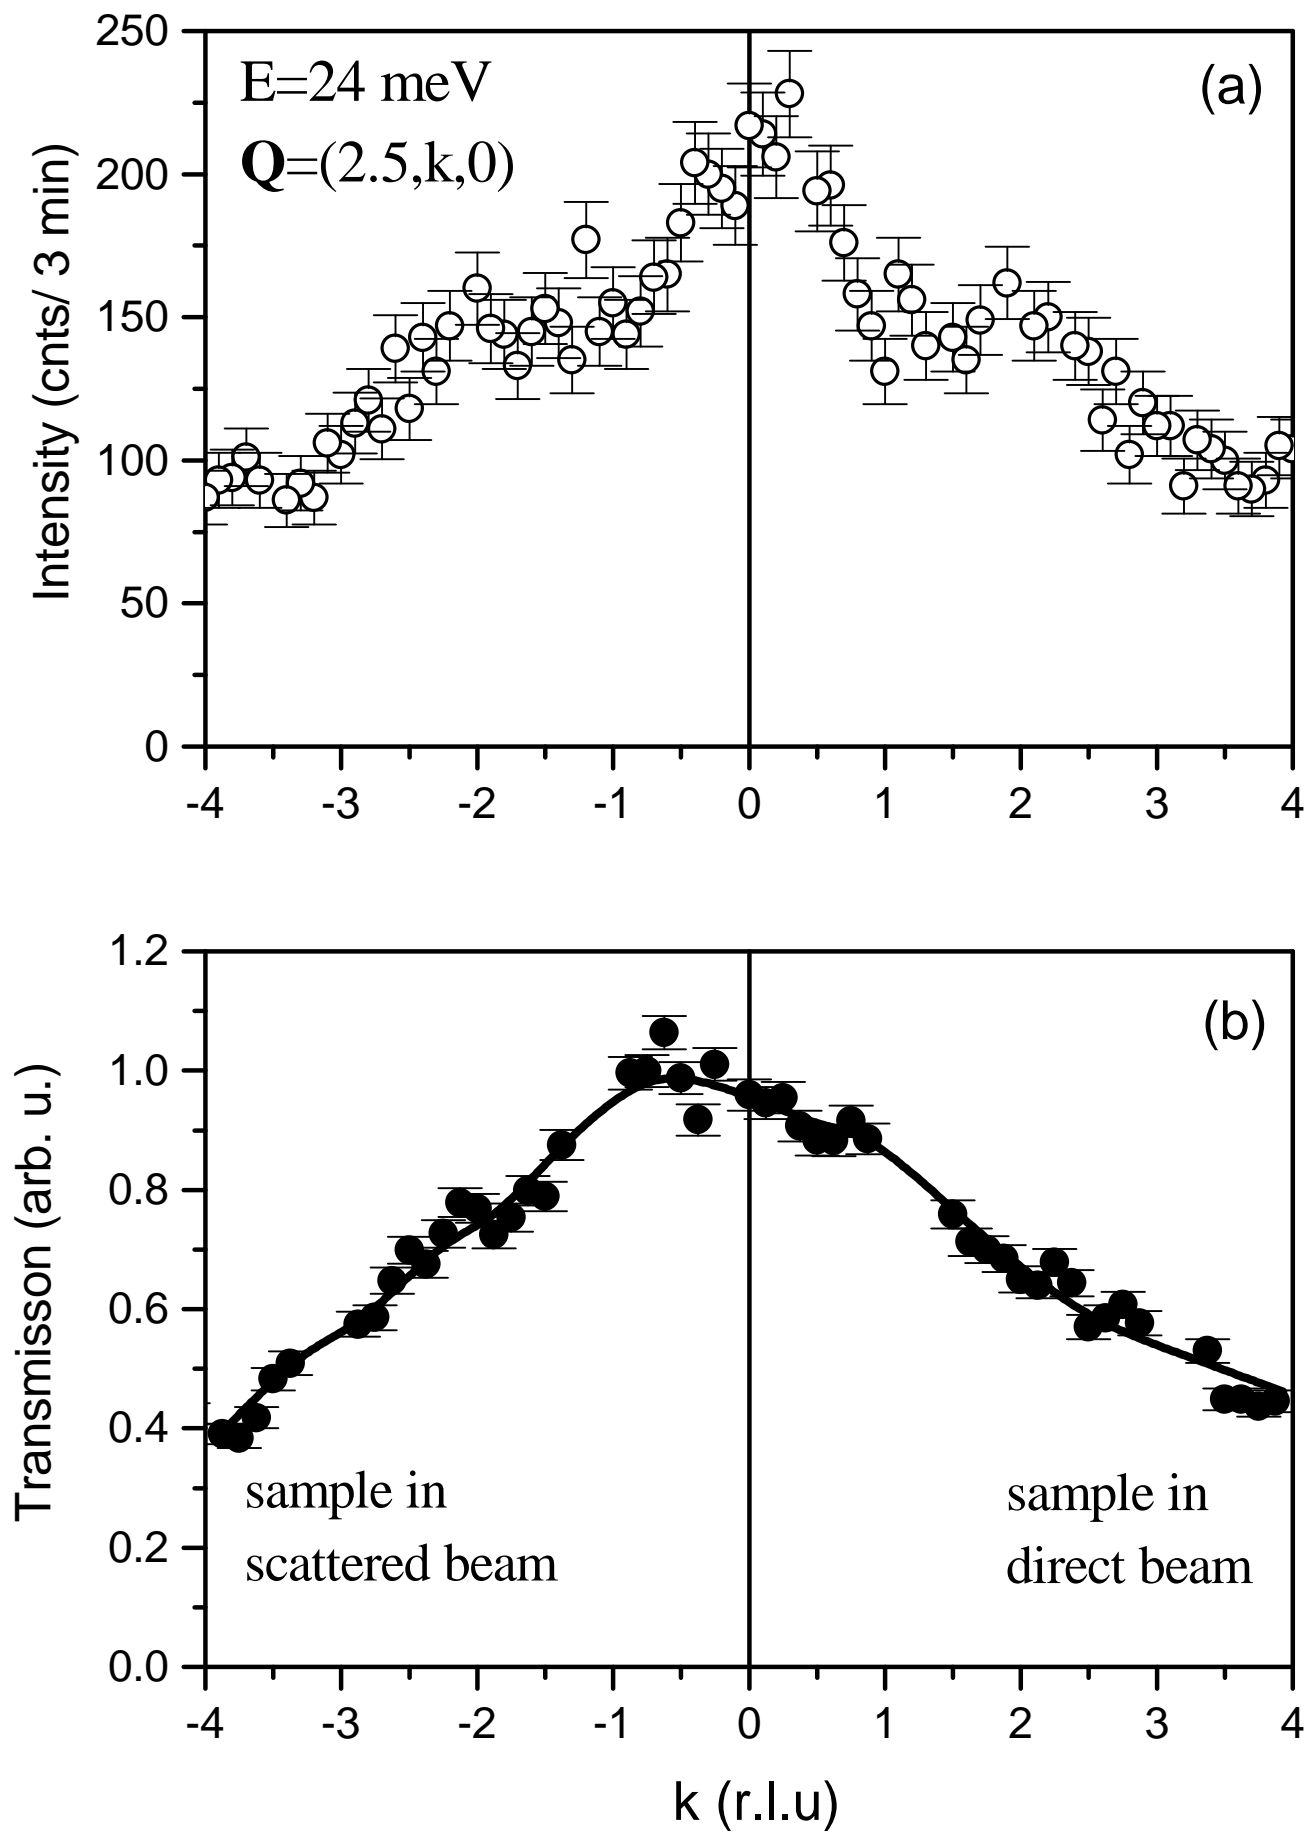 250
200
150
100
50
0
Intensity (cnts/ 3 min)
E=24 meV
Q=(2.5,k,0)
(a)
-4 -3 -2 -1 0 1 2 3 4
1.2
1.0
0.8
0.6
0.4
0.2
0.0
Transmisson (arb. u.)
(b)
sample in
scattered beam
sample in
direct beam
-4 -3 -2 -1 0 1 2 3 4
k (r.l.u)